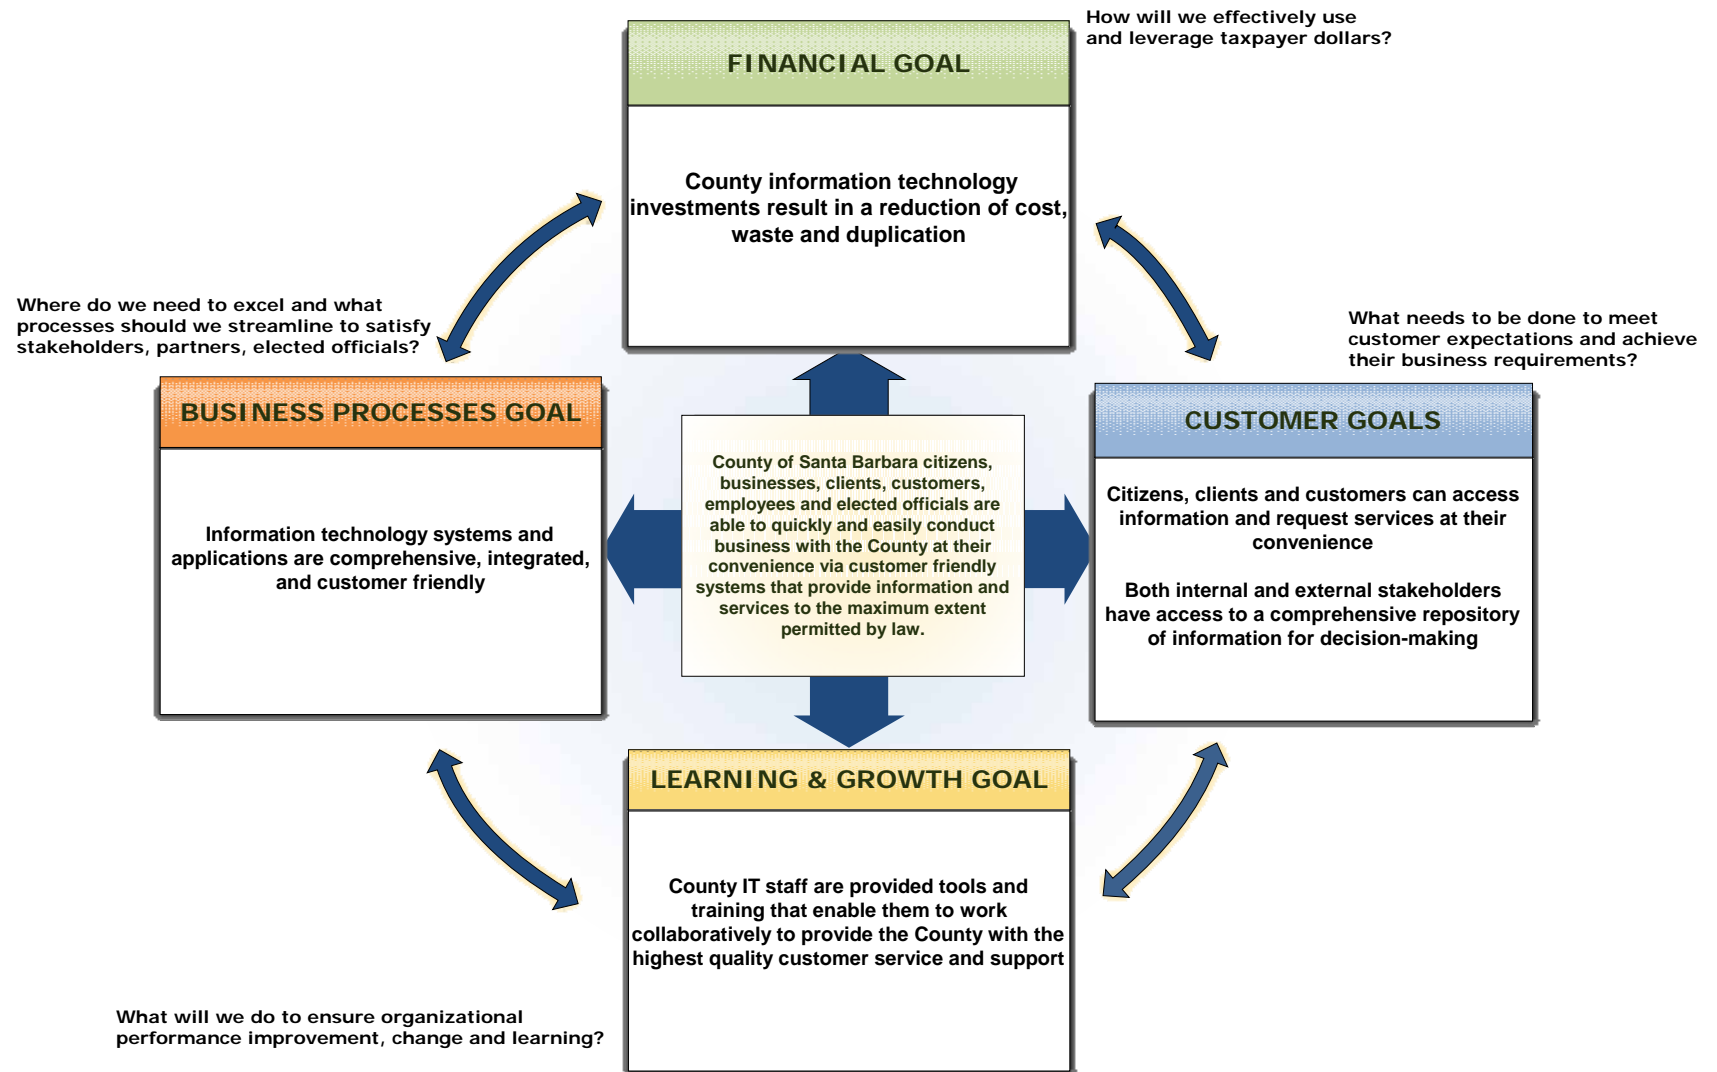 How will we effectively use
and leverage taxpayer dollars?
FINANCIAL GOAL
County information technology
investments result in a reduction of cost,
waste and duplication
Where do we need to excel and what
processes should we streamline to satisfy
stakeholders, partners, elected officials?
What needs to be done to meet
customer expectations and achieve
their business requirements?
BUSINESS PROCESSES GOAL
Information technology systems and
applications are comprehensive, integrated,
and customer friendly
County of Santa Barbara citizens,
businesses, clients, customers,
employees and elected officials are
able to quickly and easily conduct
business with the County at their
convenience via customer friendly
systems that provide information and
services to the maximum extent
permitted by law.
CUSTOMER GOALS
Citizens, clients and customers can access
information and request services at their
convenience
Both internal and external stakeholders
have access to a comprehensive repository
of information for decision-making
LEARNING & GROWTH GOAL
County IT staff are provided tools and
training that enable them to work
collaboratively to provide the County with the
highest quality customer service and support
What will we do to ensure organizational
performance improvement, change and learning?